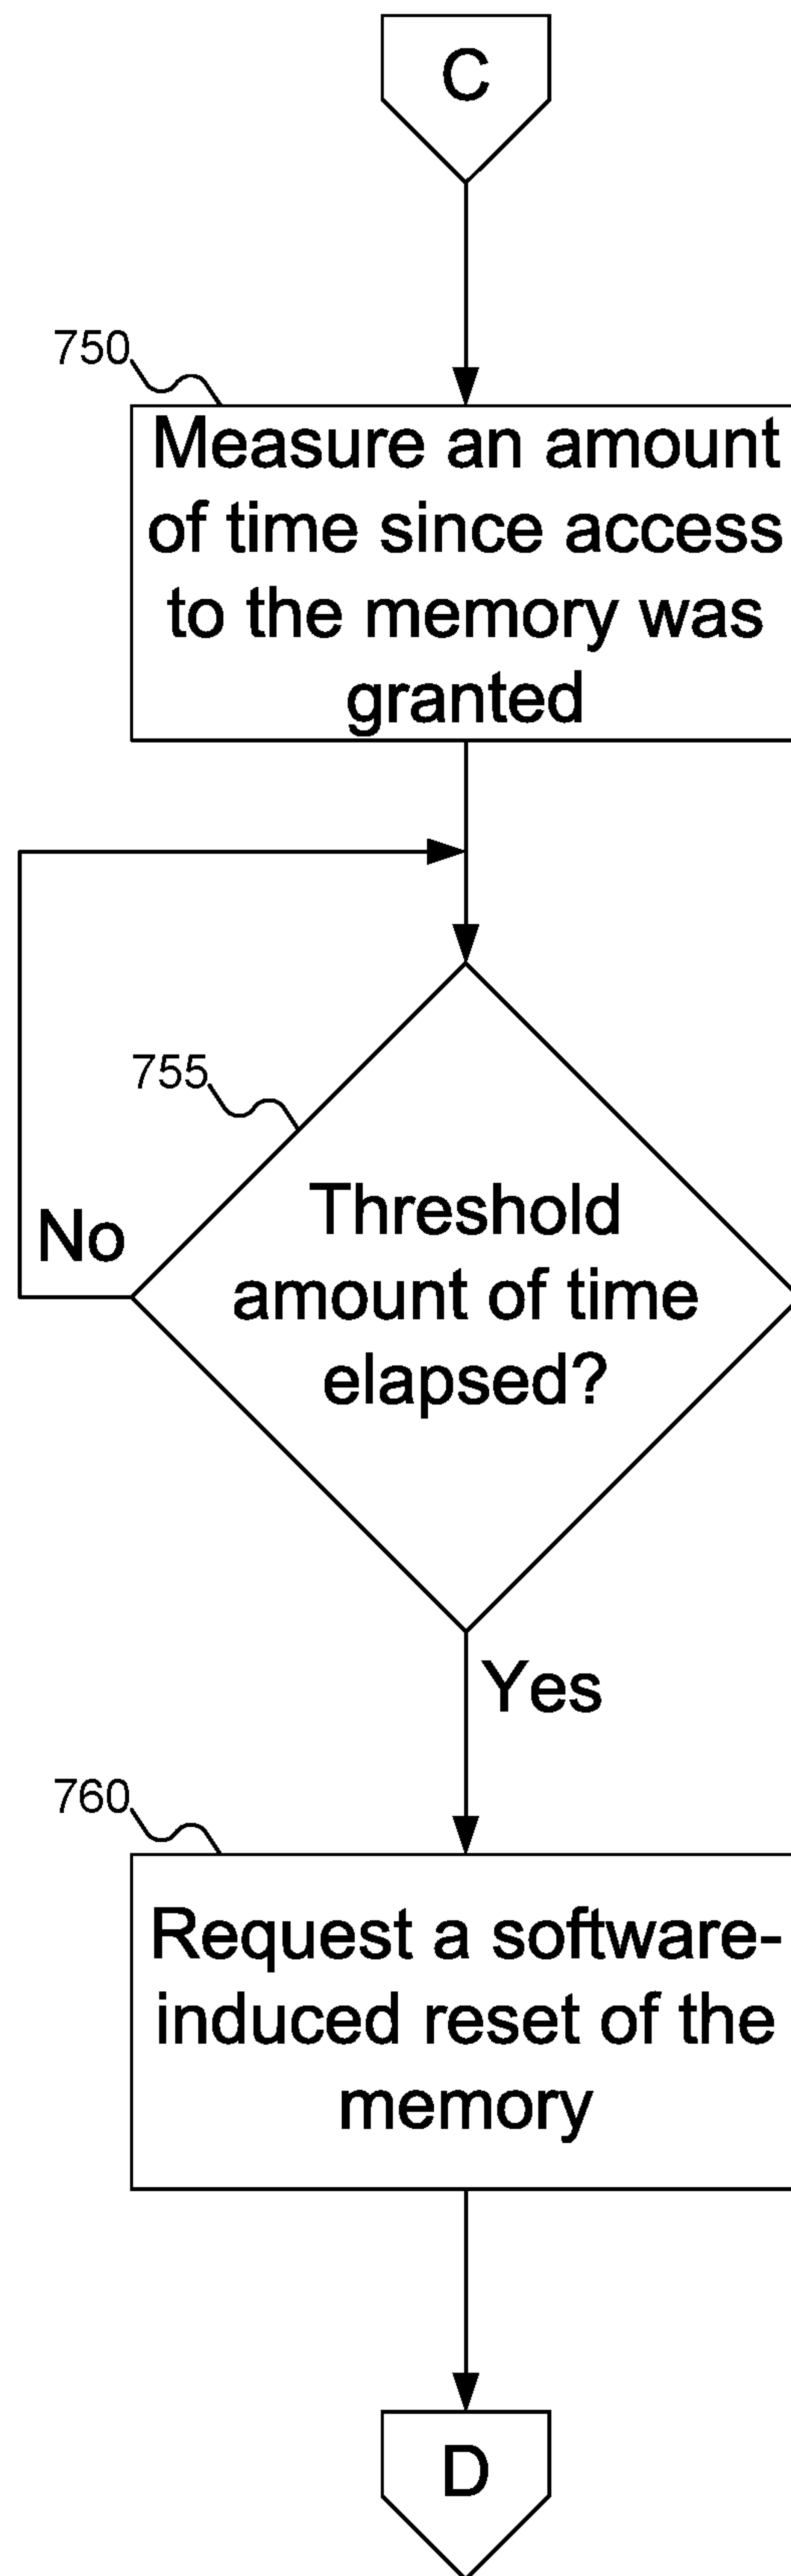 C
750
Measure an amount
of time since access
to the memory was
granted
755
No
Threshold
amount of time
elapsed?
Yes
760
Request a software-
induced reset of the
memory
D